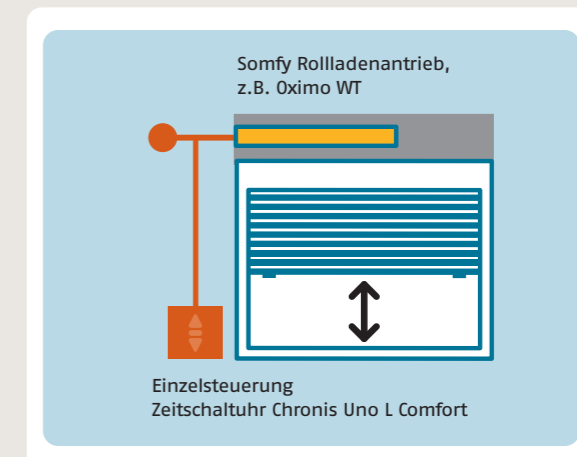 Somfy Rollladenantrieb,
z.B. Oximo WT
Einzelsteuerung
Zeitschaltuhr Chronis Uno L Comfort